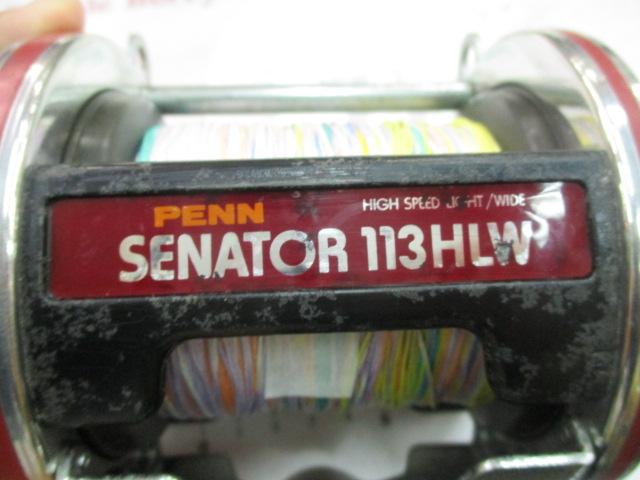 PENN
HIGH SPEED LIGHT/WIDE
SENATOR 113HLW